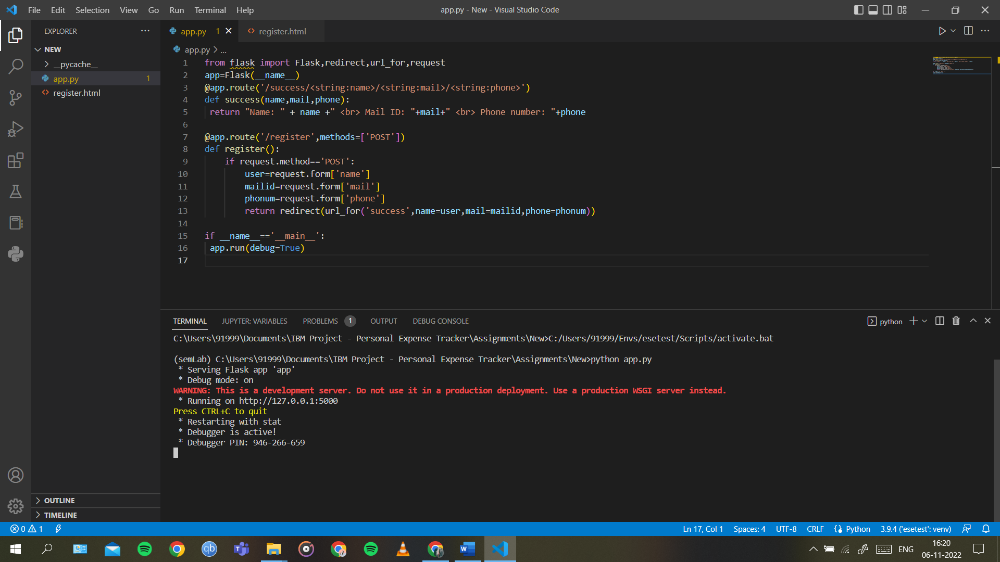 File Edit Selection View Go Run Terminal Help
app.py - New - Visual Studio Code
EXPLORER
NEW
__pycache__
app.py 1
register.html
OUTLINE
TIMELINE
app.py 1
register.html
app.py > ...
1 from flask import Flask,redirect,url_for,request
2 app=Flask(__name__)
3 @app.route('/success/<string:name>/<string:mail>/<string:phone>')
4 def success(name,mail,phone):
5  return "Name: " + name +" <br> Mail ID: "+mail+" <br> Phone number: "+phone
6
7 @app.route('/register',methods=['POST'])
8 def register():
9     if request.method=='POST':
10         user=request.form['name']
11         mailid=request.form['mail']
12         phonum=request.form['phone']
13         return redirect(url_for('success',name=user,mail=mailid,phone=phonum))
14
15 if __name__=='__main__':
16  app.run(debug=True)
17
TERMINAL JUPYTER: VARIABLES PROBLEMS 1 OUTPUT DEBUG CONSOLE
python
C:\Users\91999\Documents\IBM Project - Personal Expense Tracker\Assignments\New>C:/Users/91999/Envs/esetest/Scripts/activate.bat
(semLab) C:\Users\91999\Documents\IBM Project - Personal Expense Tracker\Assignments\New>python app.py
 * Serving Flask app 'app'
 * Debug mode: on
WARNING: This is a development server. Do not use it in a production deployment. Use a production WSGI server instead.
 * Running on http://127.0.0.1:5000
Press CTRL+C to quit
 * Restarting with stat
 * Debugger is active!
 * Debugger PIN: 946-266-659
0 1
Ln 17, Col 1 Spaces: 4 UTF-8 CRLF Python 3.9.4 ('esetest': venv)
qb
W
ENG
16:20
06-11-2022